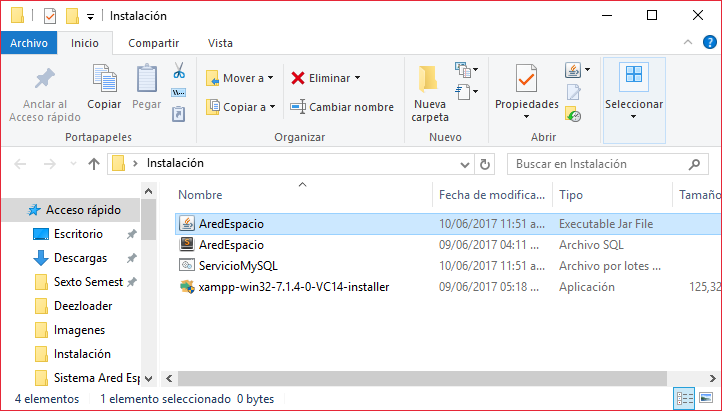 Instalación
Archivo Inicio Compartir Vista
Anclar al Acceso rápido
Copiar
Pegar
Portapapeles
Mover a
Copiar a
Eliminar
Cambiar nombre
Organizar
Nueva carpeta
Nuevo
Propiedades
Abrir
Seleccionar
Instalación
Buscar en Instalación
Nombre Fecha de modifica... Tipo Tamaño
AredEspacio 10/06/2017 11:51 a... Executable Jar File
AredEspacio 09/06/2017 04:11 ... Archivo SQL
ServicioMySQL 10/06/2017 11:51 a... Archivo por lotes ...
xampp-win32-7.1.4-0-VC14-installer 09/06/2017 05:18 ... Aplicación 125,32
Acceso rápido
Escritorio
Descargas
Sexto Semest
Deezloader
Imagenes
Instalación
Sistema Ared Esp
4 elementos 1 elemento seleccionado 0 bytes